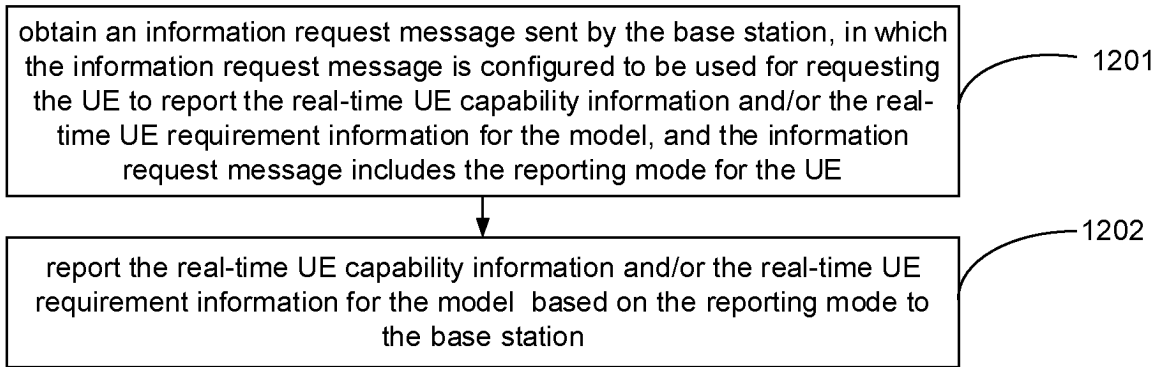 obtain an information request message sent by the base station, in which
the information request message is configured to be used for requesting
the UE to report the real-time UE capability information and/or the real-
time UE requirement information for the model, and the information
request message includes the reporting mode for the UE
1201
report the real-time UE capability information and/or the real-time UE
requirement information for the model based on the reporting mode to
the base station
1202